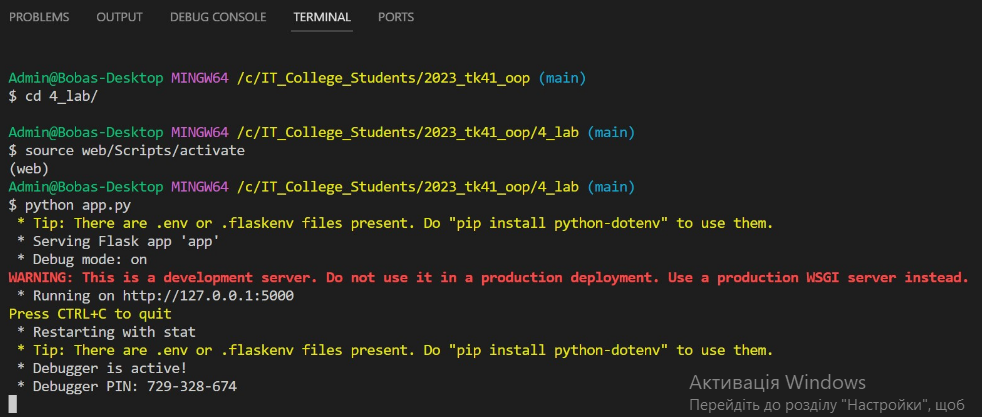 PROBLEMS OUTPUT DEBUG CONSOLE TERMINAL PORTS
Admin@Bobas-Desktop MINGW64 /c/IT_College_Students/2023_tk41_oop (main)
$ cd 4_lab/
Admin@Bobas-Desktop MINGW64 /c/IT_College_Students/2023_tk41_oop/4_lab (main)
$ source web/Scripts/activate
(web)
Admin@Bobas-Desktop MINGW64 /c/IT_College_Students/2023_tk41_oop/4_lab (main)
$ python app.py
* Tip: There are .env or .flaskenv files present. Do "pip install python-dotenv" to use them.
* Serving Flask app 'app'
* Debug mode: on
WARNING: This is a development server. Do not use it in a production deployment. Use a production WSGI server instead.
* Running on http://127.0.0.1:5000
Press CTRL+C to quit
* Restarting with stat
* Tip: There are .env or .flaskenv files present. Do "pip install python-dotenv" to use them.
* Debugger is active!
* Debugger PIN: 729-328-674
Активація Windows
Перейдіть до розділу "Настройки", щоб